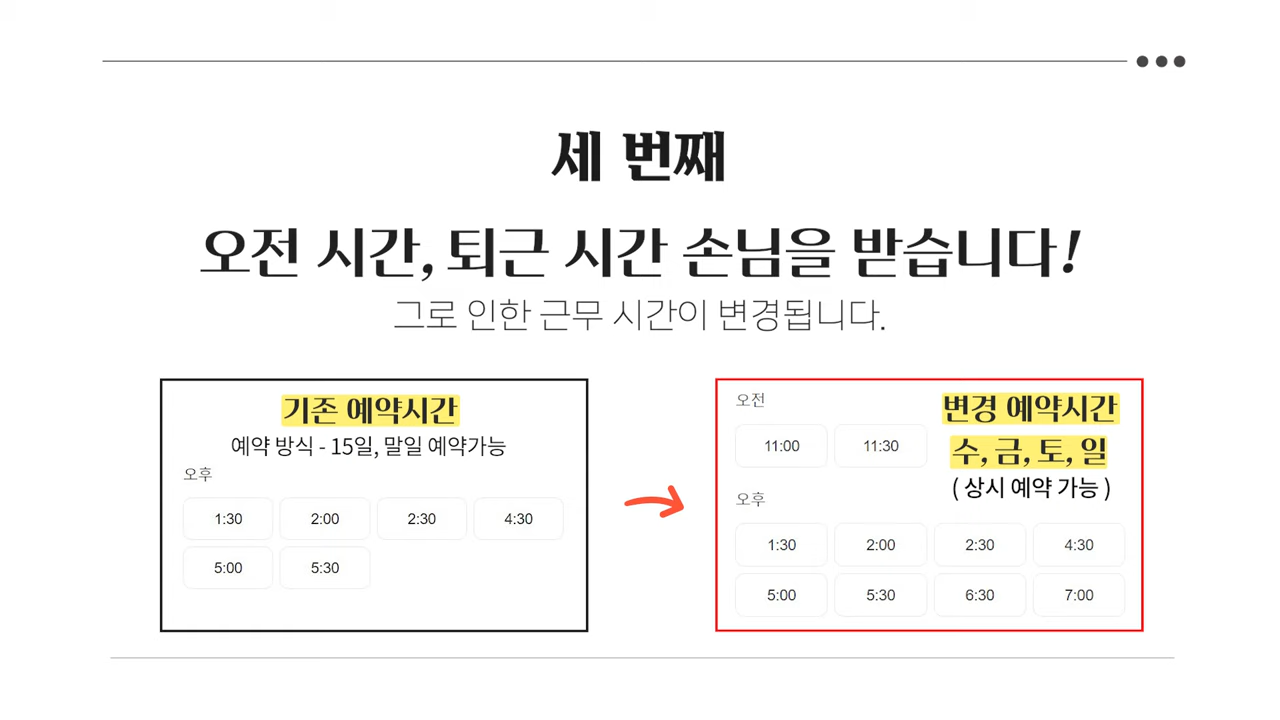 세 번째
오전 시간, 퇴근 시간 손님을 받습니다!
그로 인한 근무 시간이 변경됩니다.
기존 예약시간
예약 방식 - 15일, 말일 예약가능
오후
1:30 2:00 2:30 4:30
5:00 5:30
변경 예약시간
수, 금, 토, 일
( 상시 예약 가능 )
오전
11:00 11:30
오후
1:30 2:00 2:30 4:30
5:00 5:30 6:30 7:00